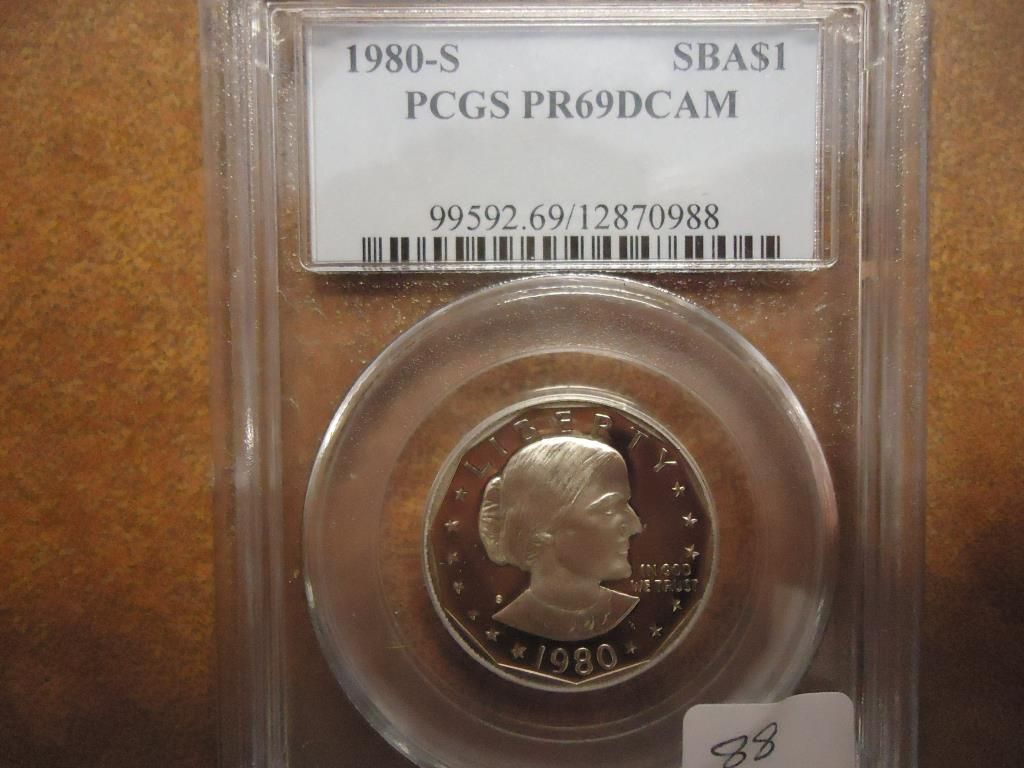 1980-S SBA$1
PCGS PR69DCAM
99592.69/12870988
LIBERTY
IN GOD
WE TRUST
S
1980
88